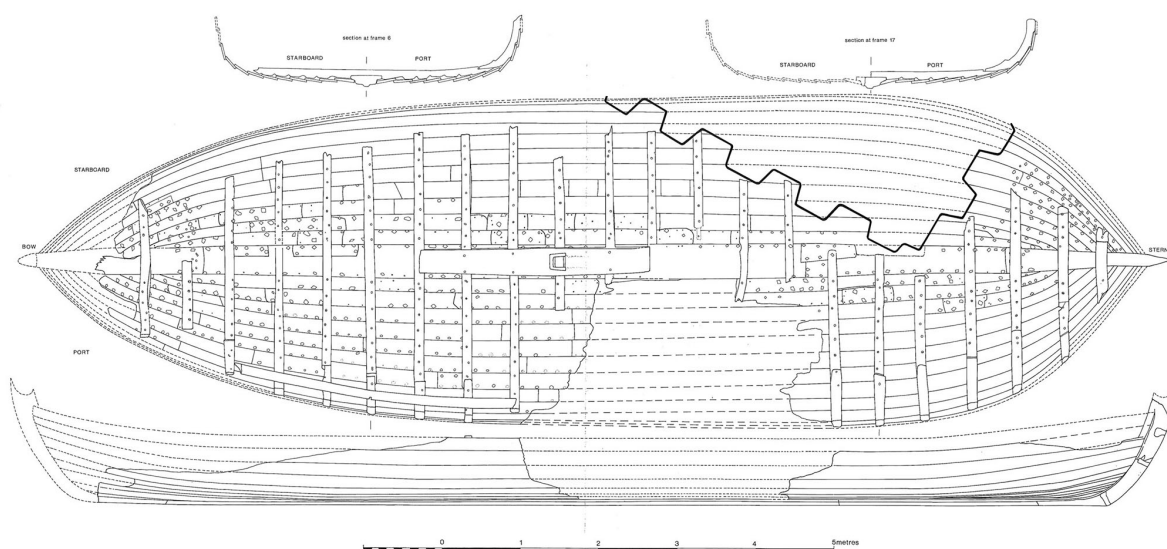 section at frame 6
STARBOARD PORT
section at frame 17
STARBOARD PORT
STARBOARD
BOW
STERN
PORT
0 1 2 3 4 5metres